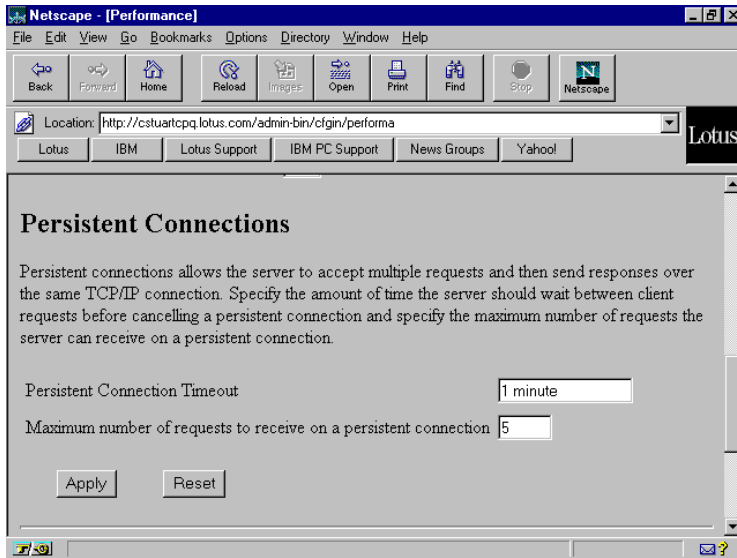 Netscape - [Performance]
File Edit View Go Bookmarks Options Directory Window Help
Back Forward Home Reload Images Open Print Find Stop Netscape
N
Location: http://cstuartcpq.lotus.com/admin-bin/cfgin/performa
Lotus
Lotus IBM Lotus Support IBM PC Support News Groups Yahoo!
Persistent Connections
Persistent connections allows the server to accept multiple requests and then send responses over
the same TCP/IP connection. Specify the amount of time the server should wait between client
requests before cancelling a persistent connection and specify the maximum number of requests the
server can receive on a persistent connection.
Persistent Connection Timeout 1 minute
Maximum number of requests to receive on a persistent connection 5
Apply Reset